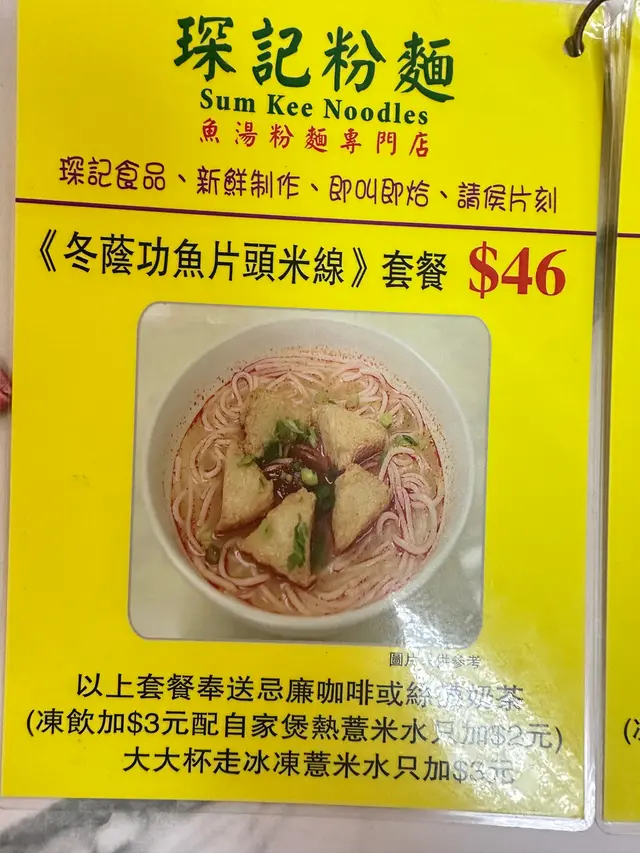 琛記粉麵
Sum Kee Noodles
魚湯粉麵專門店
琛記食品、新鮮制作、即叫即烚、請侯片刻
《冬蔭功魚片頭米線》套餐 $46
圖片 供參考
以上套餐奉送忌廉咖啡或絲襪奶茶
(凍飲加$3元配自家煲熱薏米水只加$2元)
大大杯走冰凍薏米水只加$3元